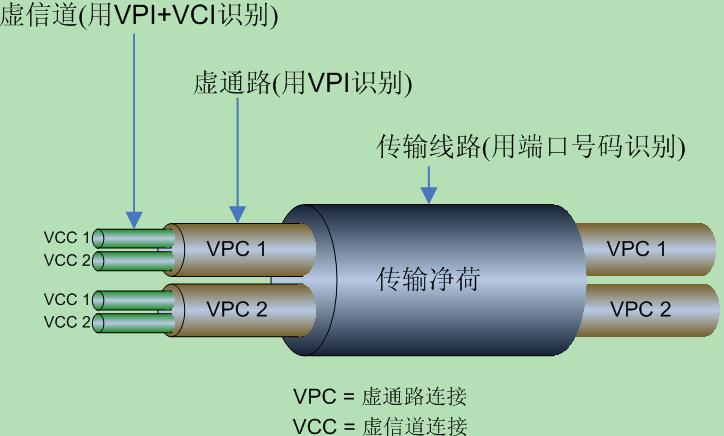 虚信道(用VPI+VCI识别)
虚通路(用VPI识别)
传输线路(用端口号码识别)
VCC 1
VCC 2
VPC 1
VPC 1
传输净荷
VCC 1
VCC 2
VPC 2
VPC 2
VPC = 虚通路连接
VCC = 虚信道连接